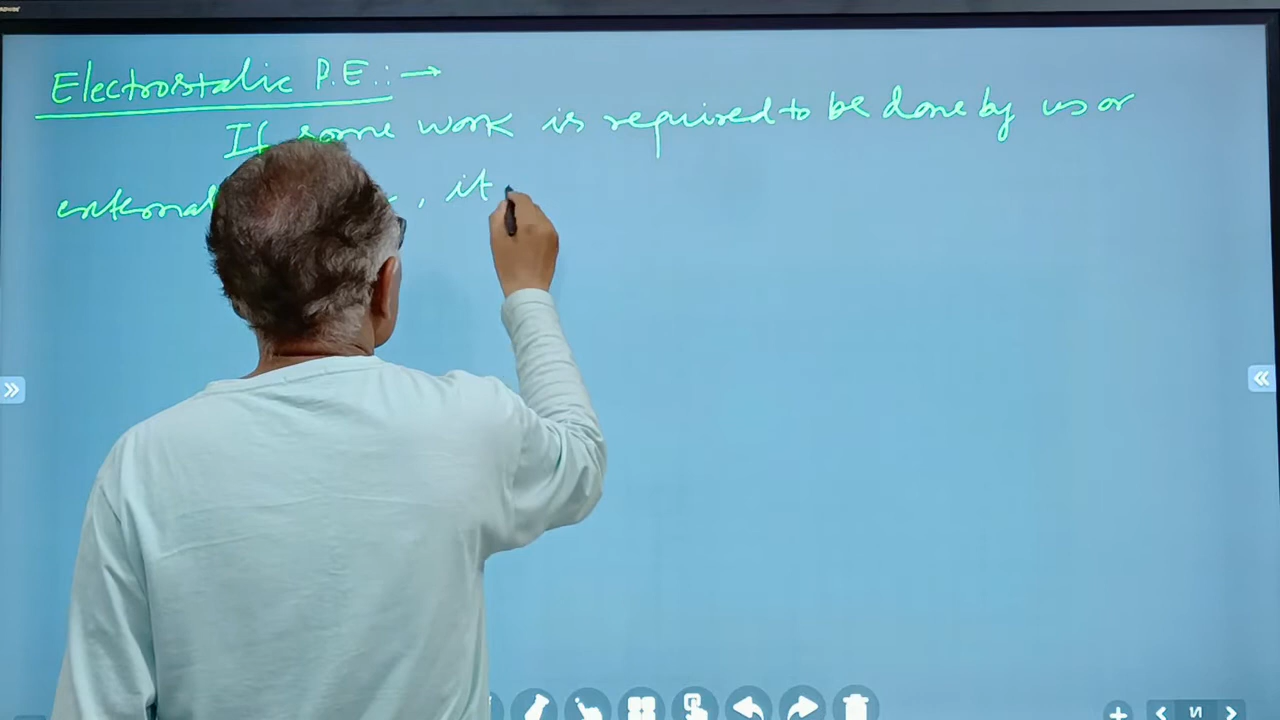 Electrostatic P.E.:→
If some work is required to be done by us or
external , it